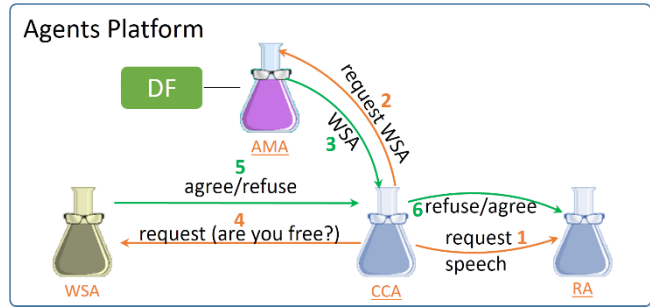 Agents Platform
DF
AMA
request WSA
2
WSA
3
5
agree/refuse
4
request (are you free?)
6
refuse/agree
request 1
speech
WSA
CCA
RA